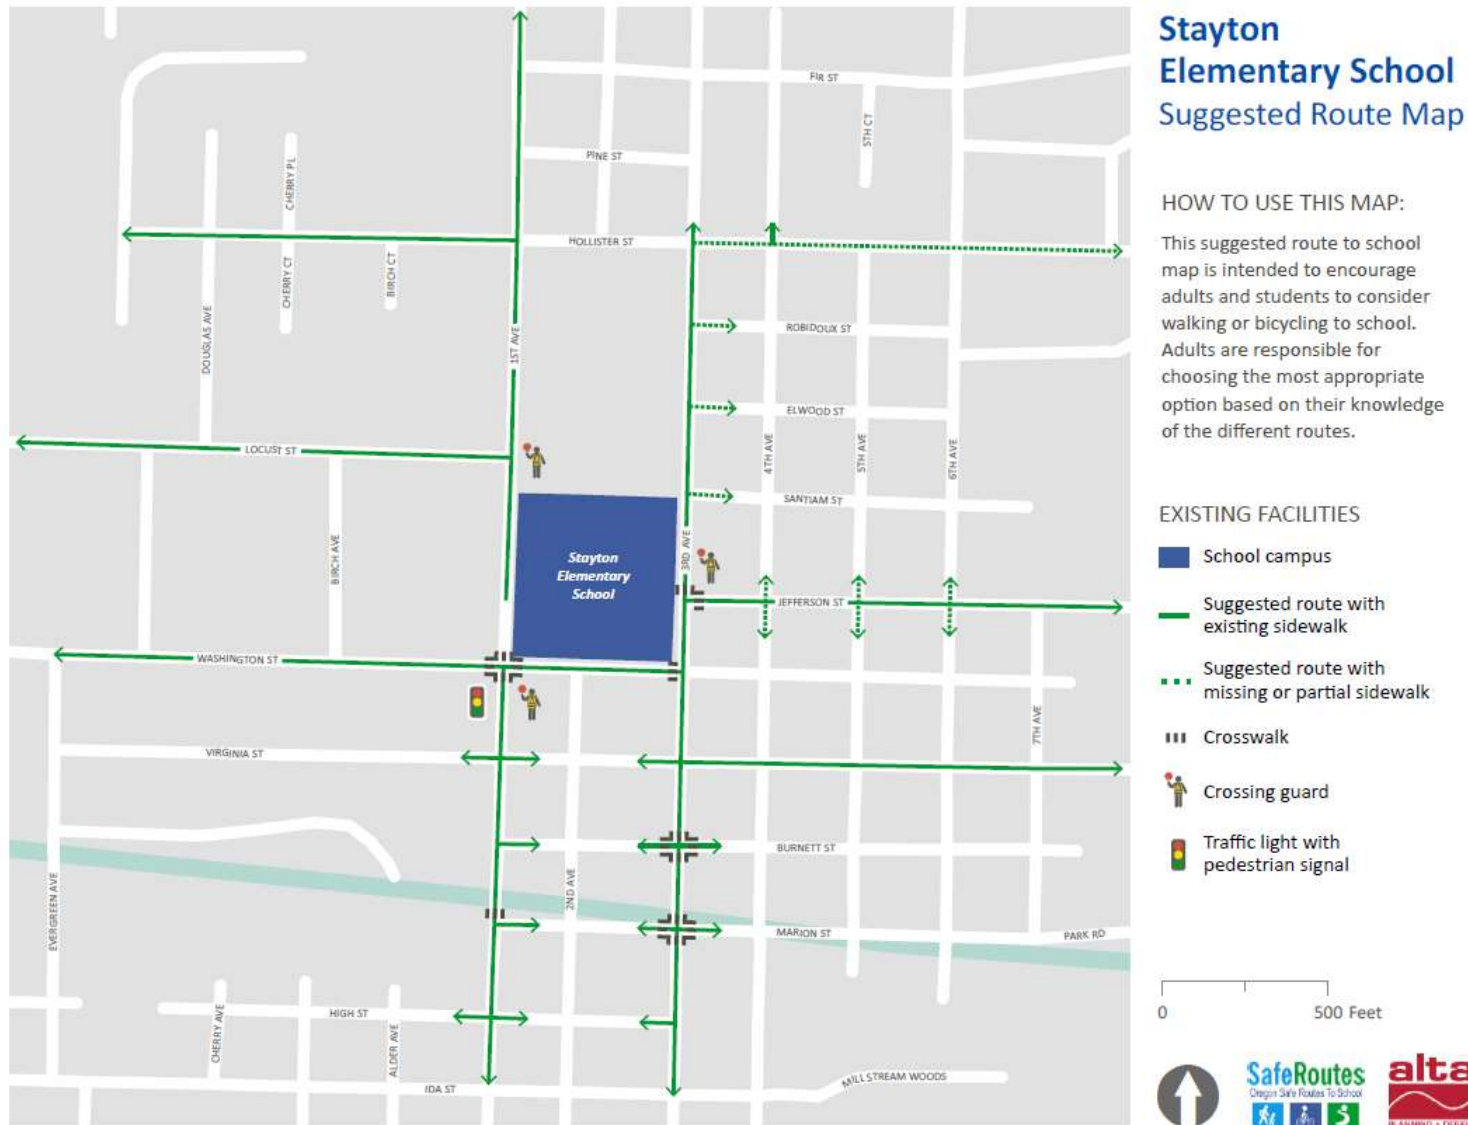 Stayton
Elementary School
Suggested Route Map
HOW TO USE THIS MAP:
This suggested route to school
map is intended to encourage
adults and students to consider
walking or bicycling to school.
Adults are responsible for
choosing the most appropriate
option based on their knowledge
of the different routes.
EXISTING FACILITIES
School campus
Suggested route with
existing sidewalk
Suggested route with
missing or partial sidewalk
Crosswalk
Crossing guard
Traffic light with
pedestrian signal
0 500 Feet
SafeRoutes
Oregon Safe Routes To School
alta
FIR ST
5TH CT
PINE ST
CHERRY PL
HOLLISTER ST
CHERRY CT
BIRCH CT
DOUGLAS AVE
1ST AVE
ROBIDOUX ST
ELWOOD ST
LOCUST ST
4TH AVE
5TH AVE
6TH AVE
SANTIAM ST
BIRCH AVE
3RD AVE
Stayton
Elementary
School
JEFFERSON ST
WASHINGTON ST
7TH AVE
VIRGINIA ST
BURNETT ST
EVERGREEN AVE
2ND AVE
MARION ST
PARK RD
CHERRY AVE
HIGH ST
ALDER AVE
IDA ST
MILL STREAM WOODS